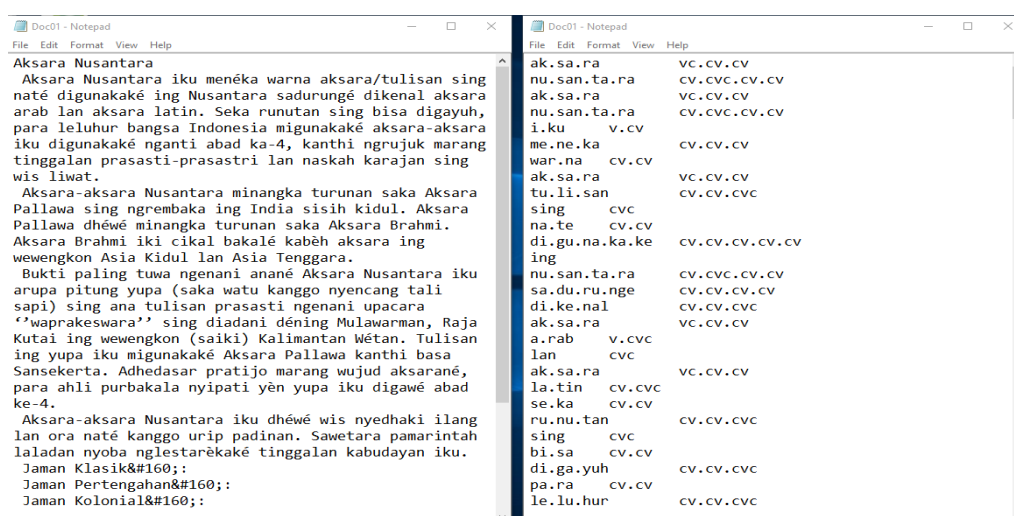 Doc01 - Notepad
File Edit Format View Help
Aksara Nusantara
Aksara Nusantara iku menéka warna aksara/tulisan sing
naté digunakaké ing Nusantara sadurungé dikenal aksara
arab lan aksara latin. Seka runutan sing bisa digayuh,
para leluhur bangsa Indonesia migunakaké aksara-aksara
iku digunakaké nganti abad ka-4, kanthi ngrujuk marang
tinggalan prasasti-prasastri lan naskah karajan sing
wis liwat.
Aksara-aksara Nusantara minangka turunan saka Aksara
Pallawa sing ngrembaka ing India sisih kidul. Aksara
Pallawa dhéwé minangka turunan saka Aksara Brahmi.
Aksara Brahmi iki cikal bakalé kabèh aksara ing
wewengkon Asia Kidul lan Asia Tenggara.
Bukti paling tuwa ngenani anané Aksara Nusantara iku
arupa pitung yupa (saka watu kanggo nyencang tali
sapi) sing ana tulisan prasasti ngenani upacara
‘’waprakeswara’’ sing diadani déning Mulawarman, Raja
Kutai ing wewengkon (saiki) Kalimantan Wétan. Tulisan
ing yupa iku migunakaké Aksara Pallawa kanthi basa
Sansekerta. Adhedasar pratijo marang wujud aksarané,
para ahli purbakala nyipati yèn yupa iku digawé abad
ke-4.
Aksara-aksara Nusantara iku dhéwé wis nyedhaki ilang
lan ora naté kanggo urip padinan. Sawetara pamarintah
laladan nyoba nglestarèkaké tinggalan kabudayan iku.
Jaman Klasik&#160;:
Jaman Pertengahan&#160;:
Jaman Kolonial&#160;:
Doc01 - Notepad
File Edit Format View Help
ak.sa.ra vc.cv.cv
nu.san.ta.ra cv.cvc.cv.cv
ak.sa.ra vc.cv.cv
nu.san.ta.ra cv.cvc.cv.cv
i.ku v.cv
me.ne.ka cv.cv.cv
war.na cv.cv
ak.sa.ra vc.cv.cv
tu.li.san cv.cv.cvc
sing cvc
na.te cv.cv
di.gu.na.ka.ke cv.cv.cv.cv.cv
ing
nu.san.ta.ra cv.cvc.cv.cv
sa.du.ru.nge cv.cv.cv.cv
di.ke.nal cv.cv.cvc
ak.sa.ra vc.cv.cv
a.rab v.cvc
lan cvc
ak.sa.ra vc.cv.cv
la.tin cv.cvc
se.ka cv.cv
ru.nu.tan cv.cv.cvc
sing cvc
bi.sa cv.cv
di.ga.yuh cv.cv.cvc
pa.ra cv.cv
le.lu.hur cv.cv.cvc